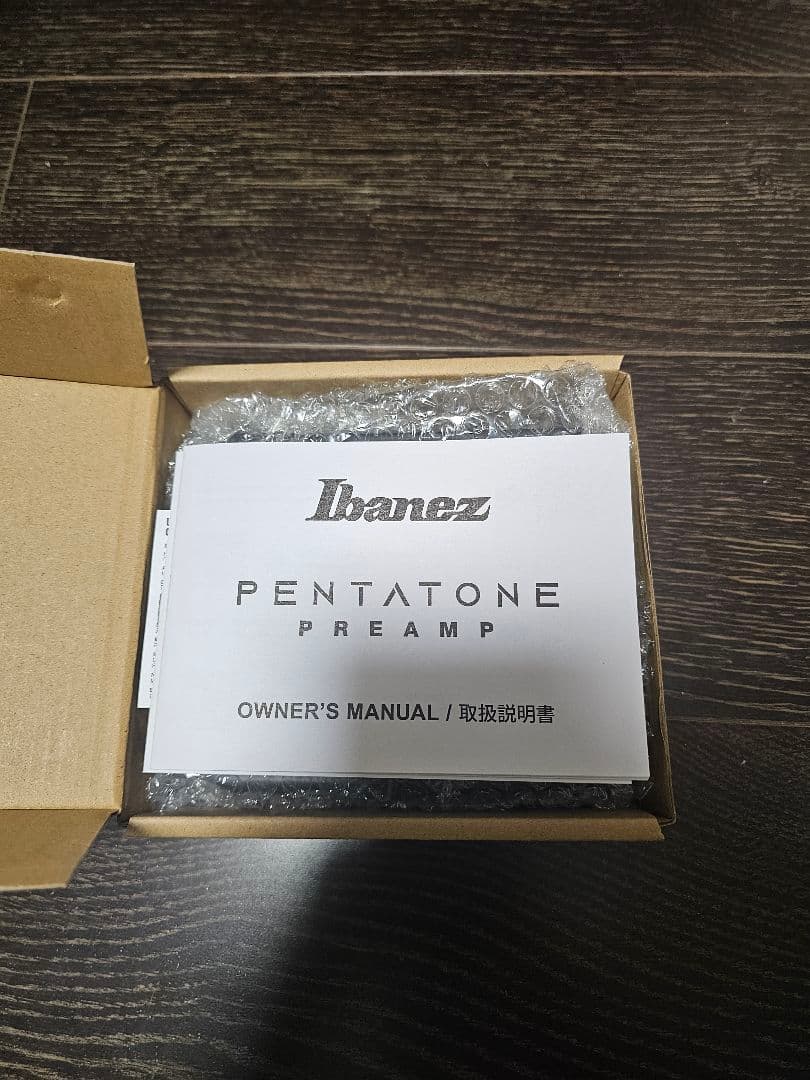 Ibanez
PENTATONE
PREAMP
OWNER'S MANUAL / 取扱説明書